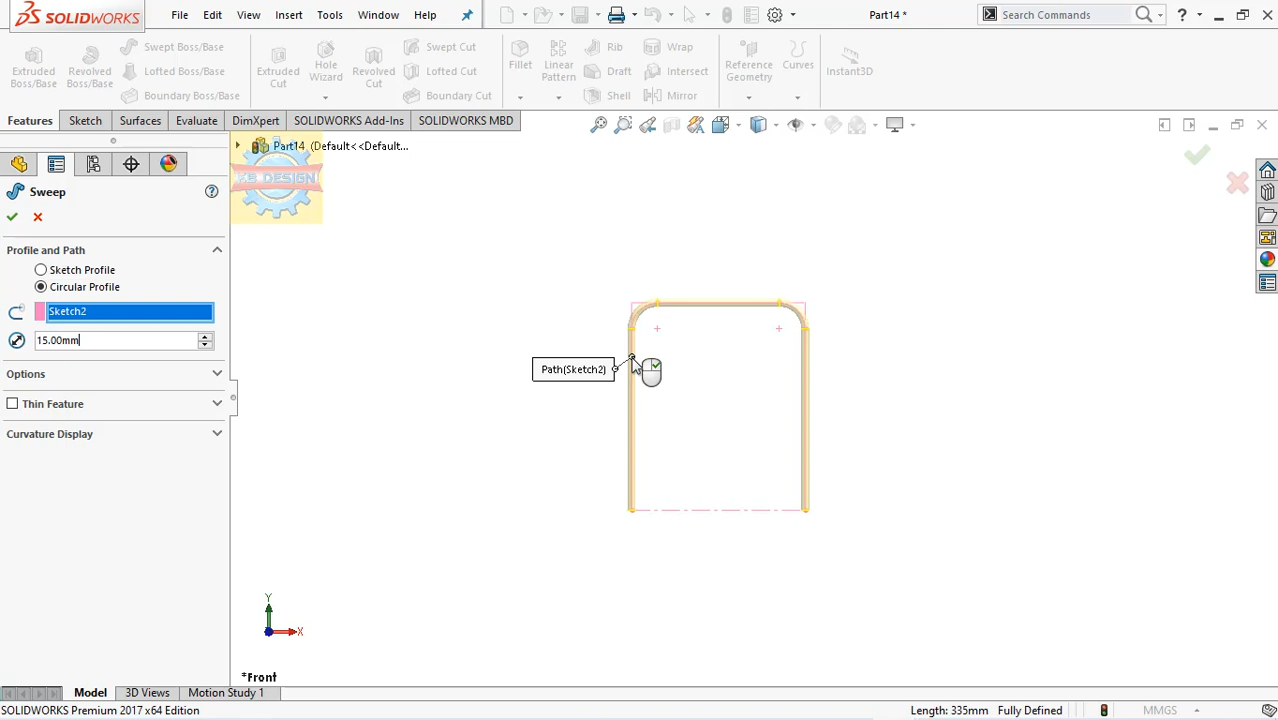 SOLIDWORKS
File Edit View Insert Tools Window Help
Part14 *
Search Commands
?
Extruded Boss/Base
Revolved Boss/Base
Swept Boss/Base
Lofted Boss/Base
Boundary Boss/Base
Extruded Cut
Hole Wizard
Revolved Cut
Swept Cut
Lofted Cut
Boundary Cut
Fillet
Linear Pattern
Rib
Draft
Shell
Wrap
Intersect
Mirror
Reference Geometry
Curves
Instant3D
Features Sketch Surfaces Evaluate DimXpert SOLIDWORKS Add-Ins SOLIDWORKS MBD
Part14 (Default<<Default...
KB DESIGN
Sweep
?
Profile and Path
Sketch Profile
Circular Profile
Sketch2
15.00mm
Options
Thin Feature
Curvature Display
Path(Sketch2)
Y
X
*Front
Model 3D Views Motion Study 1
SOLIDWORKS Premium 2017 x64 Edition
Length: 335mm Fully Defined MMGS